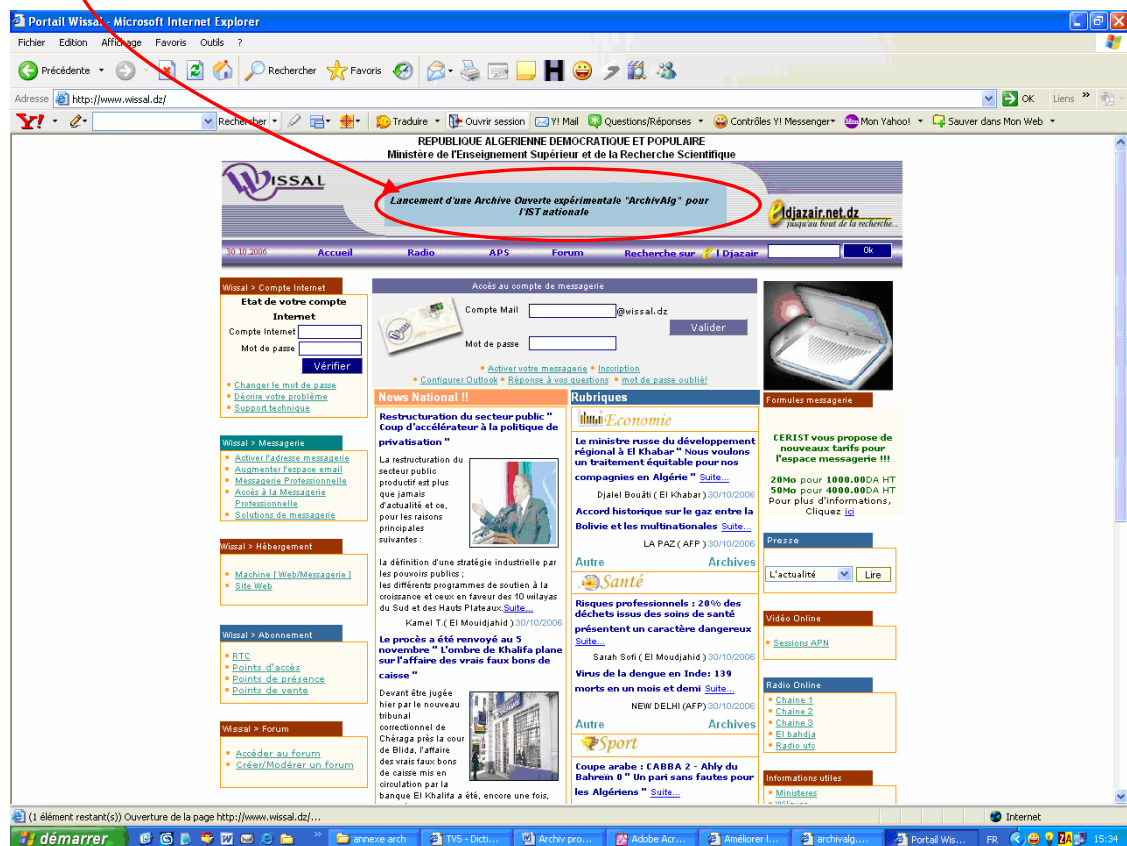 Portail Wissal - Microsoft Internet Explorer
Fichier Edition Affichage Favoris Outils ?
Précédente Rechercher Favoris
Adresse http://www.wissal.dz/ OK Liens »
Y! Rechercher Traduire Ouvrir session Y! Mail Questions/Réponses Contrôles Y! Messenger Mon Yahoo! Sauver dans Mon Web
REPUBLIQUE ALGERIENNE DEMOCRATIQUE ET POPULAIRE
Ministère de l'Enseignement Supérieur et de la Recherche Scientifique
WISSAL
Lancement d'une Archive Ouverte expérimentale "ArchivAlg" pour
l'IST nationale
eldjazair.net.dz
jusqu'au bout de la recherche...
30.10.2006 Accueil Radio APS Forum Recherche sur e l Djazair Ok
Wissal > Compte Internet
Etat de votre compte
Internet
Compte Internet
Mot de passe
Vérifier
Changer le mot de passe
Décrire votre problème
Support technique
Wissal > Messagerie
Activer l'adresse messagerie
Augmenter l'espace email
Messagerie Professionnelle
Accès à la Messagerie
Professionnelle
Solutions de messagerie
Wissal > Hébergement
Machine [ Web/Messagerie ]
Site Web
Wissal > Abonnement
RTC
Points d'accès
Points de présence
Points de vente
Wissal > Forum
Accéder au forum
Créer/Modérer un forum
Accès au compte de messagerie
Compte Mail @wissal.dz
Valider
Mot de passe
Activer votre messagerie Inscription
Configurer Outlook Réponse à vos questions mot de passe oublié!
News National !!
Restructuration du secteur public "
Coup d'accélérateur à la politique de
privatisation "
La restructuration du
secteur public
productif est plus
que jamais
d'actualité et ce,
pour les raisons
principales
suivantes :
la définition d'une stratégie industrielle par
les pouvoirs publics ;
les différents programmes de soutien à la
croissance et ceux en faveur des 10 wilayas
du Sud et des Hauts Plateaux.Suite...
Kamel T.( El Mouidjahid ) 30/10/2006
Le procès a été renvoyé au 5
novembre " L'ombre de Khalifa plane
sur l'affaire des vrais faux bons de
caisse "
Devant être jugée
hier par le nouveau
tribunal
correctionnel de
Chéraga près la cour
de Blida, l'affaire
des vrais faux bons
de caisse mis en
circulation par la
banque El Khalifa a été, encore une fois,
Rubriques
Economie
Le ministre russe du développement
régional à El Khabar " Nous voulons
un traitement équitable pour nos
compagnies en Algérie " Suite...
Djalel Bouâti ( El Khabar ) 30/10/2006
Accord historique sur le gaz entre la
Bolivie et les multinationales Suite...
LA PAZ ( AFP ) 30/10/2006
Autre Archives
Santé
Risques professionnels : 20% des
déchets issus des soins de santé
présentent un caractère dangereux
Suite...
Sarah Sofi ( El Moudjahid ) 30/10/2006
Virus de la dengue en Inde: 139
morts en un mois et demi Suite...
NEW DELHI (AFP) 30/10/2006
Autre Archives
Sport
Coupe arabe : CABBA 2 - Ahly du
Bahreïn 0 " Un pari sans fautes pour
les Algériens " Suite...
Formules messagerie
CERIST vous propose de
nouveaux tarifs pour
l'espace messagerie !!!
20Mo pour 1000.00DA HT
50Mo pour 4000.00DA HT
Pour plus d'informations,
Cliquez ici
Presse
L'actualité Lire
Vidéo Online
Sessions APN
Radio Online
Chaine 1
Chaine 2
Chaine 3
El bahdja
Radio ufc
Informations utiles
Ministeres
(1 élément restant(s)) Ouverture de la page http://www.wissal.dz/... Internet
démarrer » annexe arch TV5 - Dicti... Archiv pro... Adobe Acr... Améliorer l... archivalg.... Portail Wis... FR 15:34